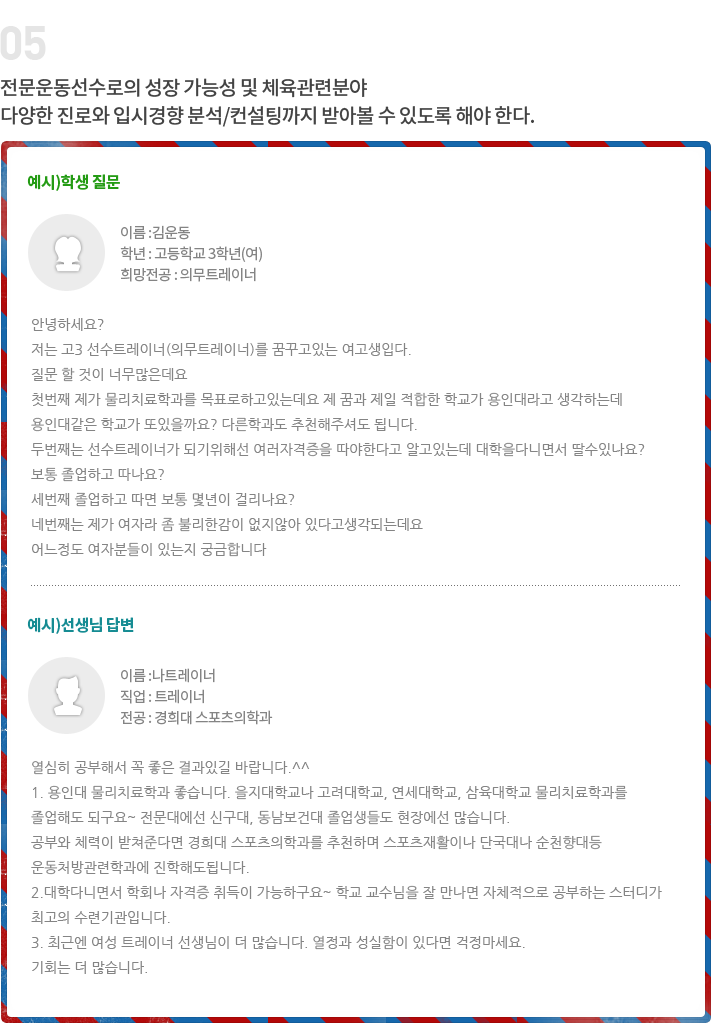 05
전문운동선수로의 성장 가능성 및 체육관련분야
다양한 진로와 입시경향 분석/컨설팅까지 받아볼 수 있도록 해야 한다.
예시)학생 질문
이름 :김운동
학년 : 고등학교 3학년(여)
희망전공 : 의무트레이너
안녕하세요?
저는 고3 선수트레이너(의무트레이너)를 꿈꾸고있는 여고생입다.
질문 할 것이 너무많은데요
첫번째 제가 물리치료학과를 목표로하고있는데요 제 꿈과 제일 적합한 학교가 용인대라고 생각하는데
용인대같은 학교가 또있을까요? 다른학과도 추천해주셔도 됩니다.
두번째는 선수트레이너가 되기위해선 여러자격증을 따야한다고 알고있는데 대학을다니면서 딸수있나요?
보통 졸업하고 따나요?
세번째 졸업하고 따면 보통 몇년이 걸리나요?
네번째는 제가 여자라 좀 불리한감이 없지않아 있다고생각되는데요
어느정도 여자분들이 있는지 궁금합니다
예시)선생님 답변
이름 :나트레이너
직업 : 트레이너
전공 : 경희대 스포츠의학과
열심히 공부해서 꼭 좋은 결과있길 바랍니다.^^
1. 용인대 물리치료학과 좋습니다. 을지대학교나 고려대학교, 연세대학교, 삼육대학교 물리치료학과를
졸업해도 되구요~ 전문대에선 신구대, 동남보건대 졸업생들도 현장에선 많습니다.
공부와 체력이 받쳐준다면 경희대 스포츠의학과를 추천하며 스포츠재활이나 단국대나 순천향대등
운동처방관련학과에 진학해도됩니다.
2.대학다니면서 학회나 자격증 취득이 가능하구요~ 학교 교수님을 잘 만나면 자체적으로 공부하는 스터디가
최고의 수련기관입니다.
3. 최근엔 여성 트레이너 선생님이 더 많습니다. 열정과 성실함이 있다면 걱정마세요.
기회는 더 많습니다.